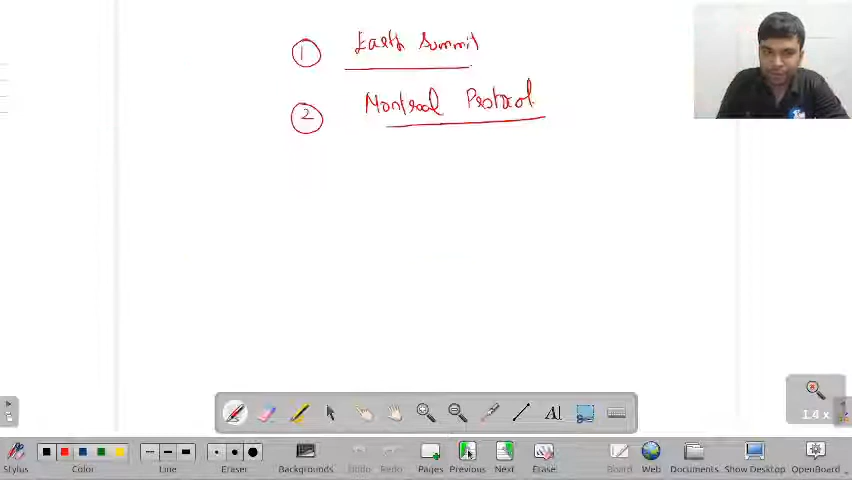 1 Earth Summit
2 Montreal Protocol
1.4 x
Stylus Color Line Eraser Backgrounds Undo Redo Pages Previous Next Erase Board Web Documents Show Desktop OpenBoard